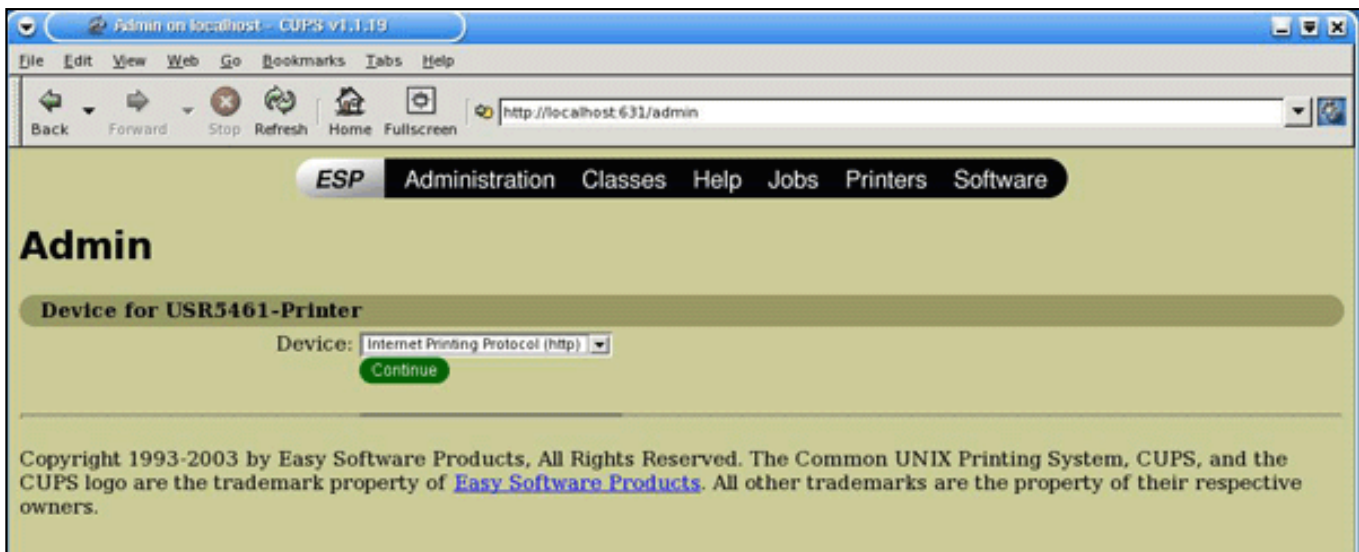 Admin on localhost - CUPS v1.1.19
File Edit View Web Go Bookmarks Tabs Help
Back Forward Stop Refresh Home Fullscreen
http://localhost:631/admin
ESP Administration Classes Help Jobs Printers Software
Admin
Device for USR5461-Printer
Device: Internet Printing Protocol (http)
Continue
Copyright 1993-2003 by Easy Software Products, All Rights Reserved. The Common UNIX Printing System, CUPS, and the
CUPS logo are the trademark property of Easy Software Products. All other trademarks are the property of their respective
owners.